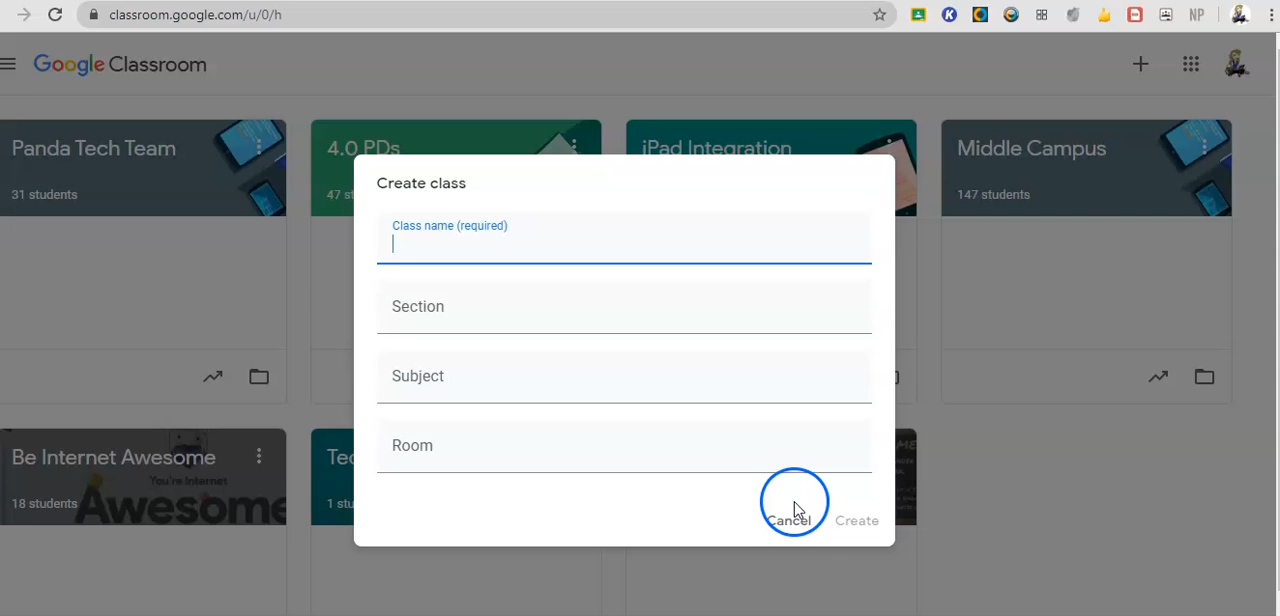 classroom.google.com/u/0/h
NP
Google Classroom
Panda Tech Team
31 students
4.0 PDs
47 st
iPad Integration
Middle Campus
147 students
Create class
Class name (required)
Section
Subject
Room
Cancel
Create
Be Internet Awesome
You're Internet
Awesome
18 students
Tec
1 stu